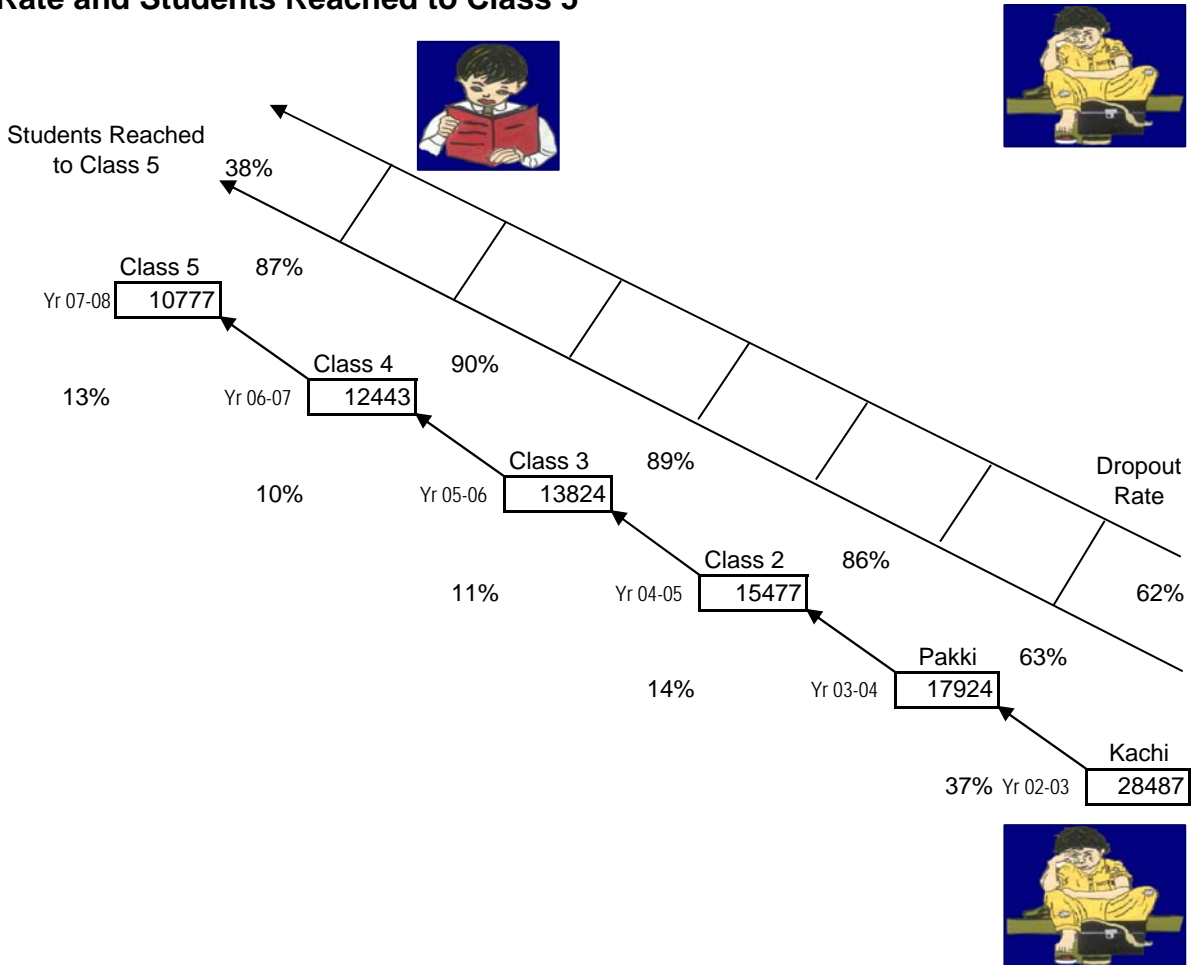 Rate and Students Reached to Class 5
Students Reached
to Class 5
38%
Class 5
87%
Yr 07-08
10777
Class 4
90%
13%
Yr 06-07
12443
Class 3
89%
Dropout
Rate
10%
Yr 05-06
13824
Class 2
86%
11%
Yr 04-05
15477
62%
Pakki
63%
14%
Yr 03-04
17924
Kachi
37%
Yr 02-03
28487